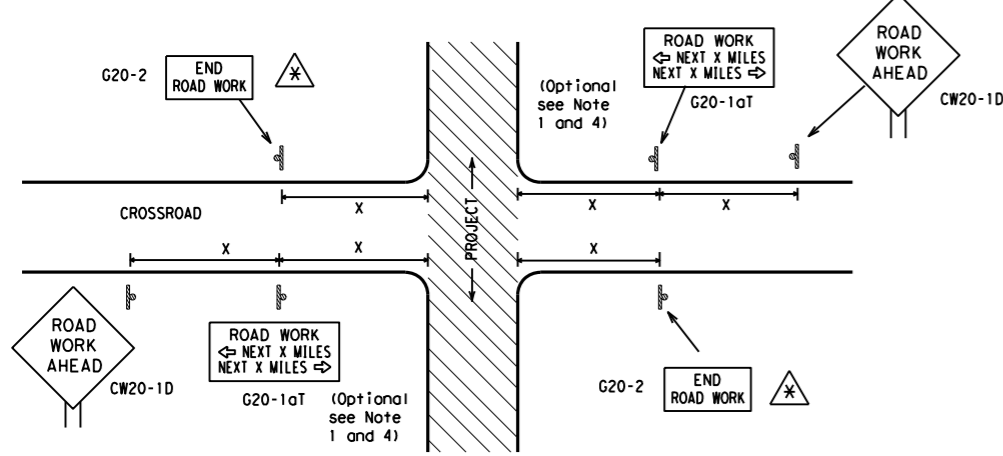 G20-2
END
ROAD WORK
*
(Optional
see Note
1 and 4)
ROAD WORK
⇦ NEXT X MILES
NEXT X MILES ⇨
G20-1aT
ROAD
WORK
AHEAD
CW20-1D
X
X
X
CROSSROAD
PROJECT
X
X
X
ROAD
WORK
AHEAD
CW20-1D
ROAD WORK
⇦ NEXT X MILES
NEXT X MILES ⇨
G20-1aT
(Optional
see Note
1 and 4)
G20-2
END
ROAD WORK
*